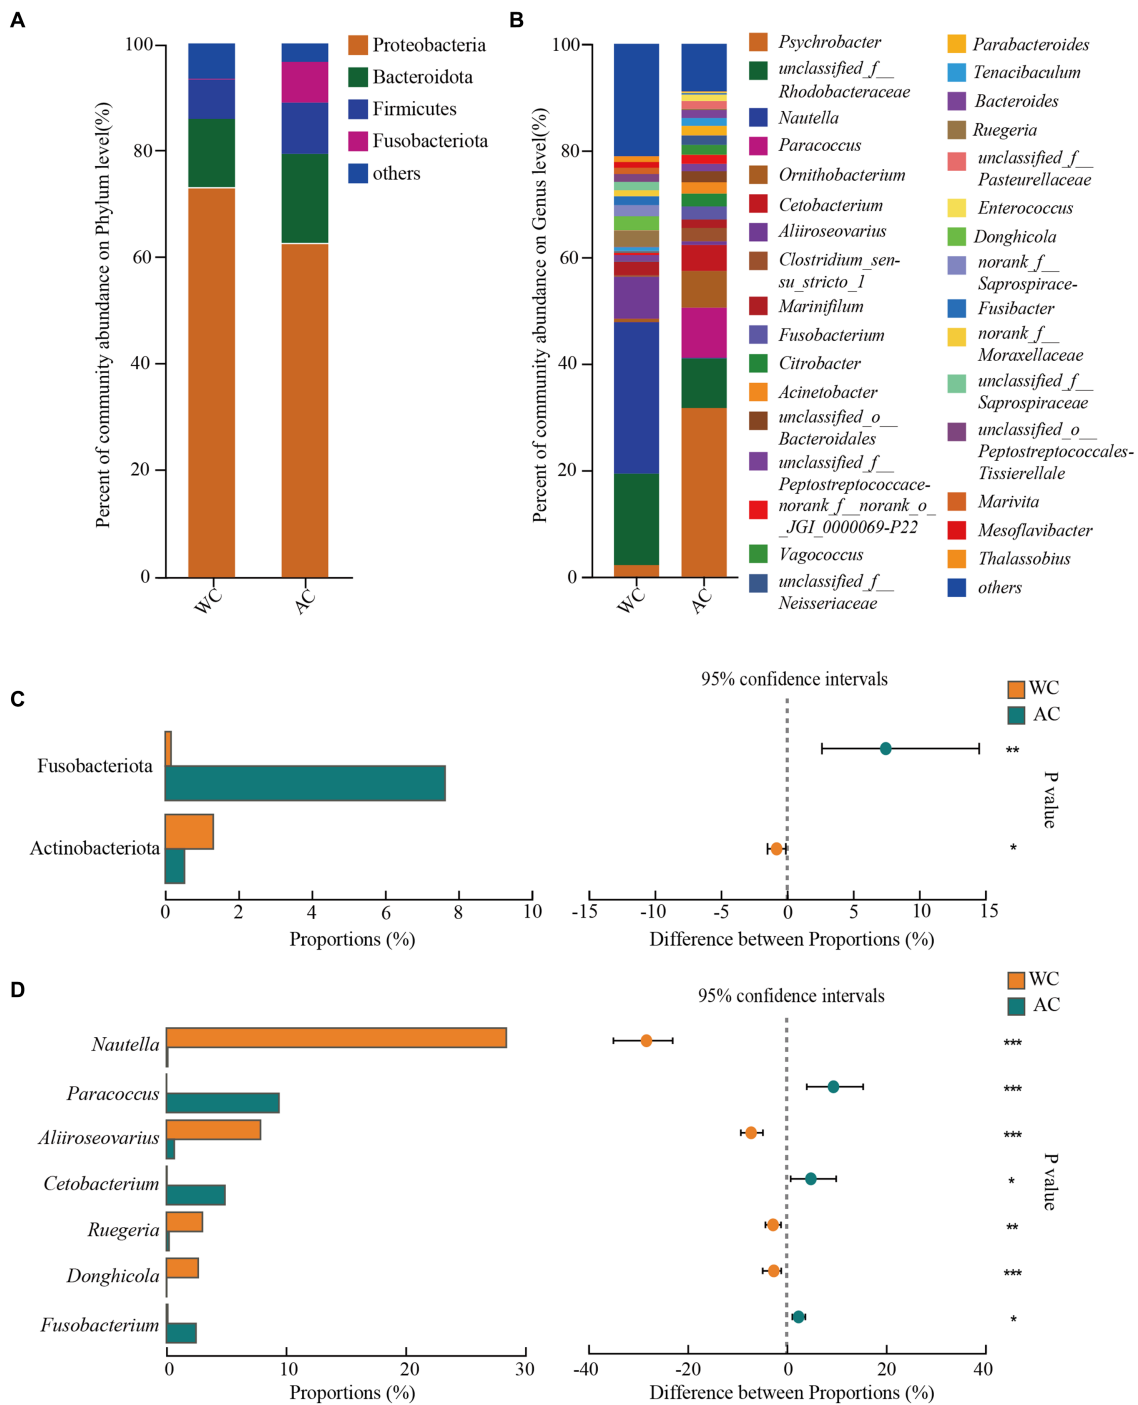 A
Percent of community abundance on Phylum level(%)
100
80
60
40
20
0
WC
AC
Proteobacteria
Bacteroidota
Firmicutes
Fusobacteriota
others
B
Percent of community abundance on Genus level(%)
100
80
60
40
20
0
WC
AC
Psychrobacter
unclassified_f__
Rhodobacteraceae
Nautella
Paracoccus
Ornithobacterium
Cetobacterium
Aliiroseovarius
Clostridium_sen-
su_stricto_1
Marinifilum
Fusobacterium
Citrobacter
Acinetobacter
unclassified_o__
Bacteroidales
unclassified_f__
Peptostreptococcace-
norank_f__norank_o_
_JGI_0000069-P22
Vagococcus
unclassified_f__
Neisseriaceae
Parabacteroides
Tenacibaculum
Bacteroides
Ruegeria
unclassified_f__
Pasteurellaceae
Enterococcus
Donghicola
norank_f__
Saprospirace-
Fusibacter
norank_f__
Moraxellaceae
unclassified_f__
Saprospiraceae
unclassified_o__
Peptostreptococcales-
Tissierellale
Marivita
Mesoflavibacter
Thalassobius
others
C
95% confidence intervals
WC
AC
Fusobacteriota
**
Actinobacteriota
*
P value
0 2 4 6 8 10
Proportions (%)
-15 -10 -5 0 5 10 15
Difference between Proportions (%)
D
95% confidence intervals
WC
AC
Nautella
***
Paracoccus
***
Aliiroseovarius
***
Cetobacterium
*
Ruegeria
**
Donghicola
***
Fusobacterium
*
P value
0 10 20 30
Proportions (%)
-40 -20 0 20 40
Difference between Proportions (%)